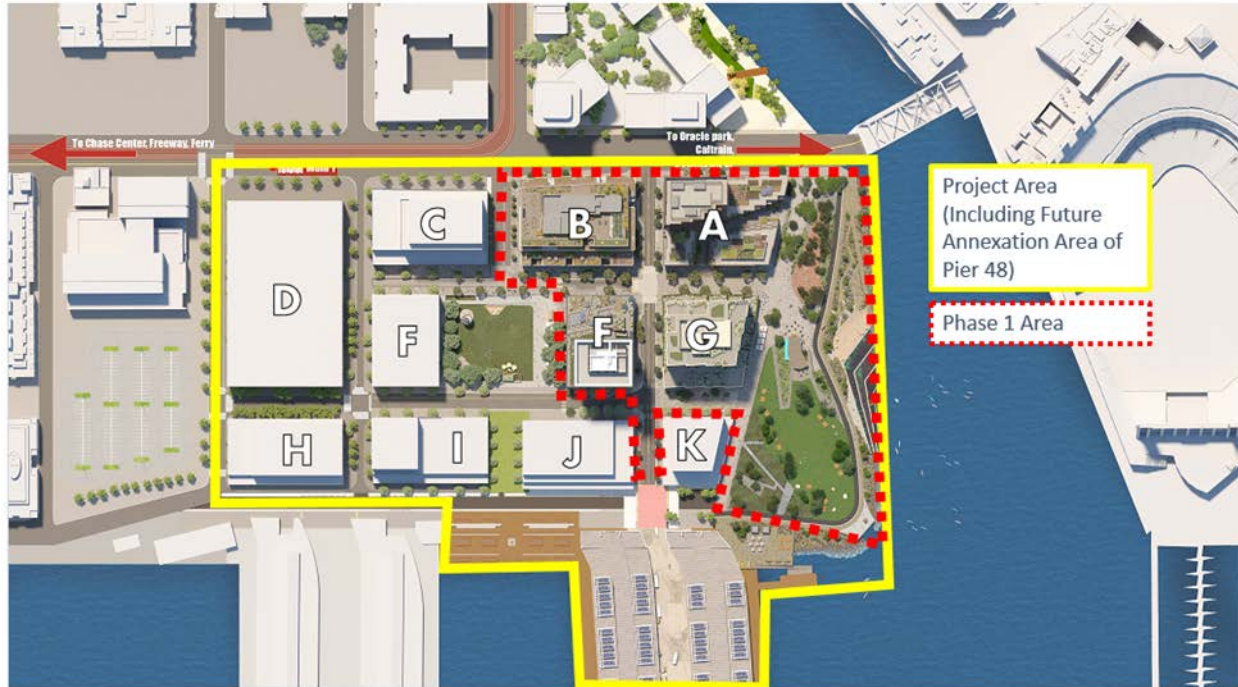 To Chase Center, Freeway, Ferry
To Oracle park,
Caltrain,
C
B
A
D
F
F
G
H
I
J
K
Project Area
(Including Future
Annexation Area of
Pier 48)
Phase 1 Area